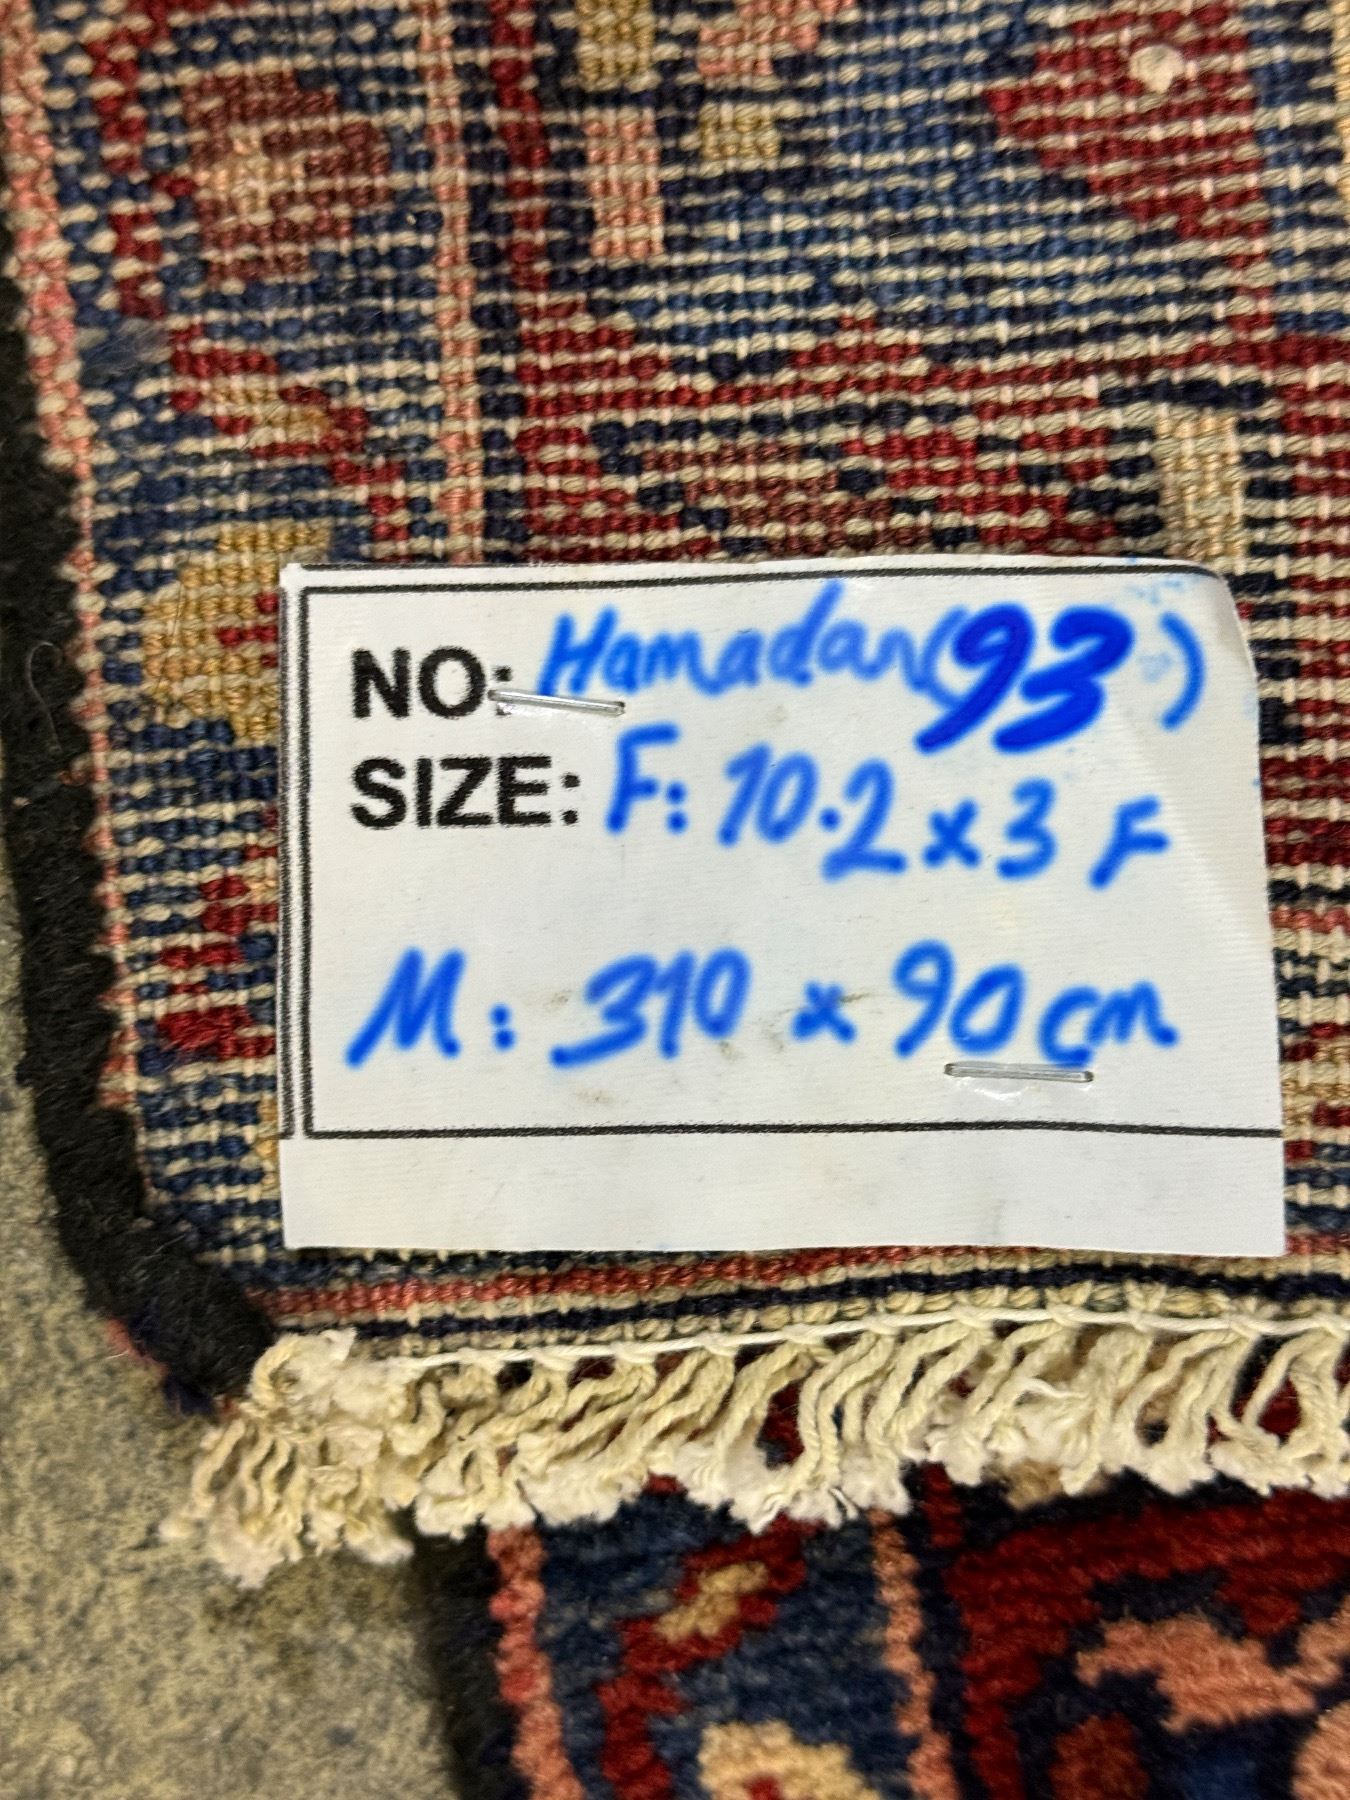 NO: Hamadan (93)
SIZE: F: 10.2 x 3 F
M: 310 x 90 cm